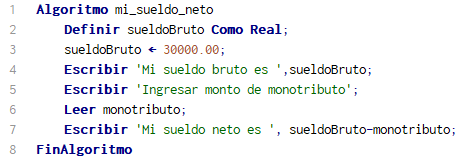 1 Algoritmo mi_sueldo_neto
2 Definir sueldoBruto Como Real;
3 sueldoBruto ← 30000.00;
4 Escribir 'Mi sueldo bruto es ',sueldoBruto;
5 Escribir 'Ingresar monto de monotributo';
6 Leer monotributo;
7 Escribir 'Mi sueldo neto es ', sueldoBruto-monotributo;
8 FinAlgoritmo